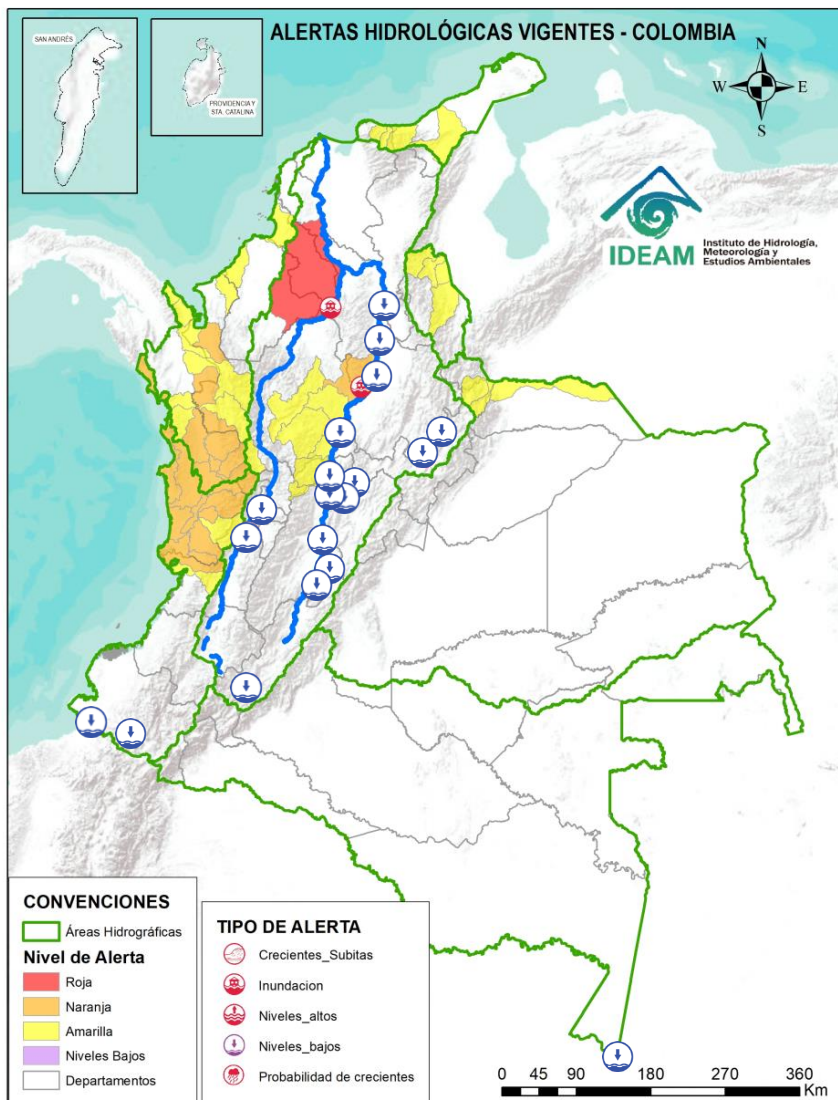 ALERTAS HIDROLÓGICAS VIGENTES - COLOMBIA
SAN ANDRÉS
PROVIDENCIA Y
STA. CATALINA
N
W
E
S
IDEAM
Instituto de Hidrología,
Meteorología y
Estudios Ambientales
CONVENCIONES
Áreas Hidrográficas
Nivel de Alerta
Roja
Naranja
Amarilla
Niveles Bajos
Departamentos
TIPO DE ALERTA
Crecientes_Subitas
Inundacion
Niveles_altos
Niveles_bajos
Probabilidad de crecientes
0 45 90 180 270 360
Km